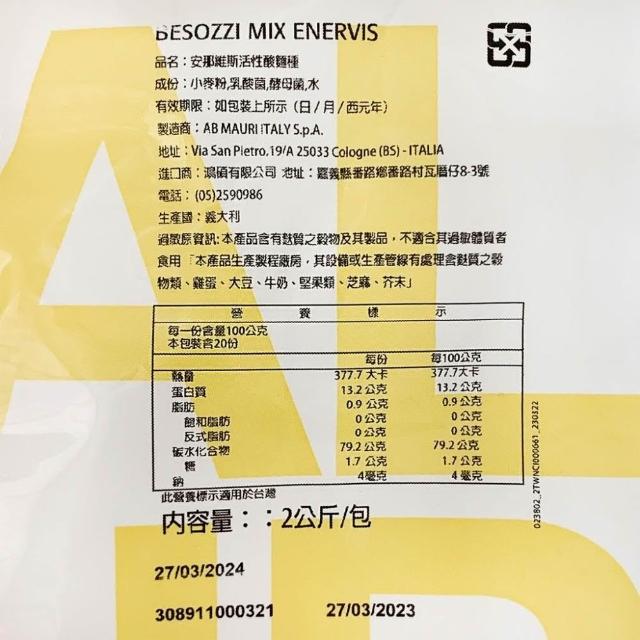 BESOZZI MIX ENERVIS
品名：安那維斯活性酸麵種
成份：小麥粉,乳酸菌,酵母菌,水
有效期限：如包裝上所示（日/月/西元年）
製造商：AB MAURI ITALY S.p.A.
地址：Via San Pietro,19/A 25033 Cologne (BS) - ITALIA
進口商：鴻碩有限公司 地址：嘉義縣番路鄉番路村瓦厝仔8-3號
電話：(05)2590986
生產國：義大利
過敏原資訊:本產品含有麩質之穀物及其製品，不適合其過敏體質者
食用「本產品生產製程廠房，其設備或生產管線有處理含麩質之穀
物類、雞蛋、大豆、牛奶、堅果類、芝麻、芥末」
營養標示
每一份含量100公克
本包裝含20份
每份 每100公克
熱量 377.7大卡 377.7大卡
蛋白質 13.2公克 13.2公克
脂肪 0.9公克 0.9公克
飽和脂肪 0公克 0公克
反式脂肪 0公克 0公克
碳水化合物 79.2公克 79.2公克
糖 1.7公克 1.7公克
鈉 4毫克 4毫克
此營養標示適用於台灣
内容量：：2公斤/包
27/03/2024
308911000321 27/03/2023
023802_2TWNCI000661_230322